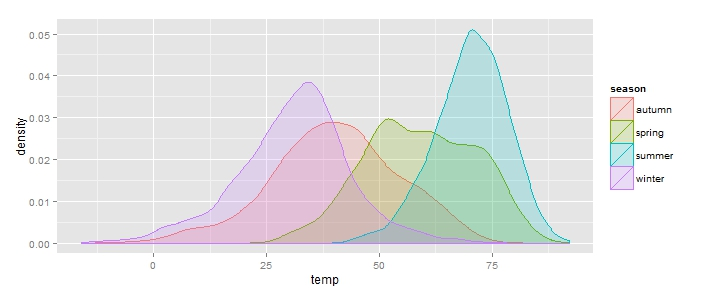 0.05
0.04
0.03
0.02
0.01
0.00
density
0
25
50
75
temp
season
autumn
spring
summer
winter